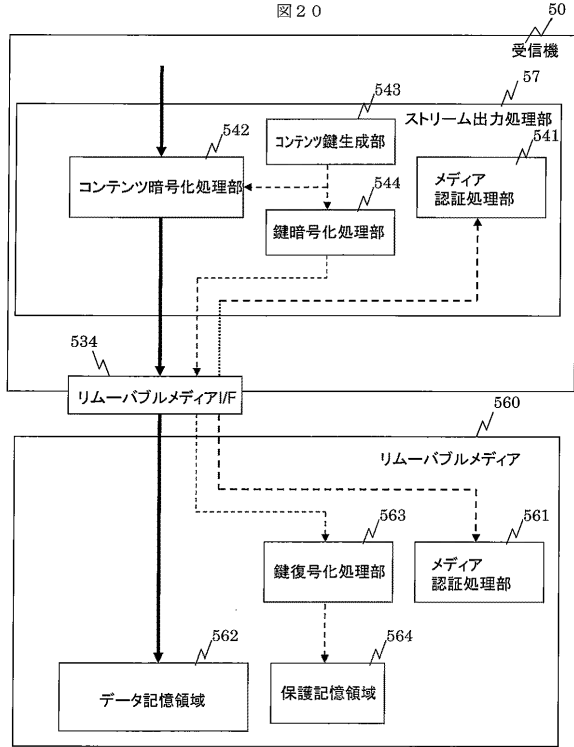 図２０
50
受信機
57
ストリーム出力処理部
543
コンテンツ鍵生成部
542
コンテンツ暗号化処理部
541
メディア
認証処理部
544
鍵暗号化処理部
534
リムーバブルメディアI/F
560
リムーバブルメディア
563
鍵復号化処理部
561
メディア
認証処理部
562
データ記憶領域
564
保護記憶領域